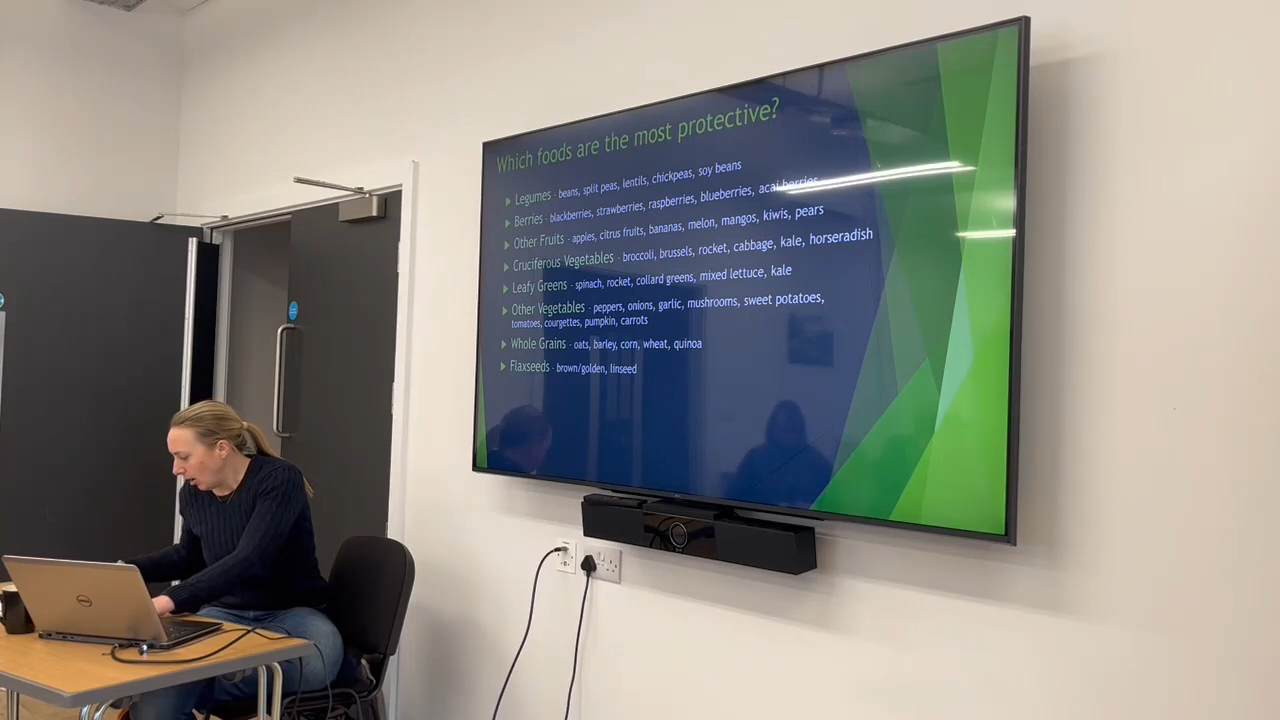 Which foods are the most protective?
Legumes - beans, split peas, lentils, chickpeas, soy beans
Berries - blackberries, strawberries, raspberries, blueberries, acai berries
Other Fruits - apples, citrus fruits, bananas, melon, mangos, kiwis, pears
Cruciferous Vegetables - broccoli, brussels, rocket, cabbage, kale, horseradish
Leafy Greens - spinach, rocket, collard greens, mixed lettuce, kale
Other Vegetables - peppers, onions, garlic, mushrooms, sweet potatoes,
tomatoes, courgettes, pumpkin, carrots
Whole Grains - oats, barley, corn, wheat, quinoa
Flaxseeds - brown/golden, linseed
DELL